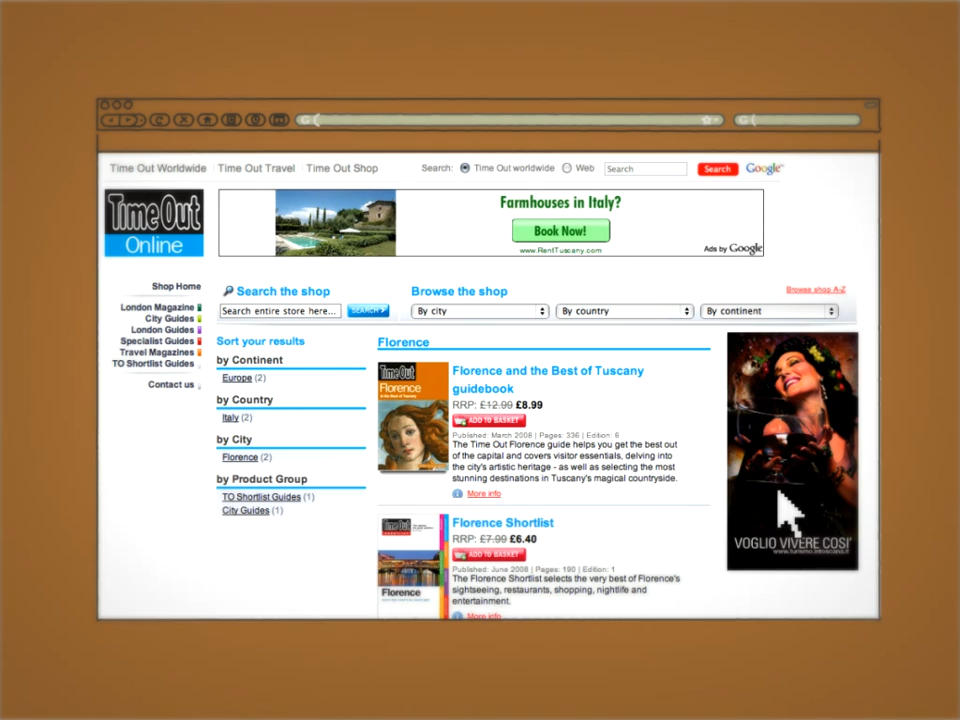 Time Out Worldwide Time Out Travel Time Out Shop
Search: Time Out worldwide Web Search Search Google
TimeOut
Online
Farmhouses in Italy?
Book Now!
www.RentTuscany.com
Ads by Google
Shop Home
London Magazine
City Guides
London Guides
Specialist Guides
Travel Magazines
TO Shortlist Guides
Contact us
Search the shop
Search entire store here... SEARCH
Browse the shop
Browse shop A-Z
By city By country By continent
Sort your results
by Continent
Europe (2)
by Country
Italy (2)
by City
Florence (2)
by Product Group
TO Shortlist Guides (1)
City Guides (1)
Florence
TimeOut
Florence
Florence and the Best of Tuscany
guidebook
RRP: £12.99 £8.99
ADD TO BASKET
Published: March 2008 | Pages: 336 | Edition: 6
The Time Out Florence guide helps you get the best out
of the capital and covers visitor essentials, delving into
the city's artistic heritage - as well as selecting the most
stunning destinations in Tuscany's magical countryside.
More info
TimeOut
Florence
Florence Shortlist
RRP: £7.99 £6.40
ADD TO BASKET
Published: June 2008 | Pages: 190 | Edition: 1
The Florence Shortlist selects the very best of Florence's
sightseeing, restaurants, shopping, nightlife and
entertainment.
More info
VOGLIO VIVERE COSI'
www.turismo.intoscana.it